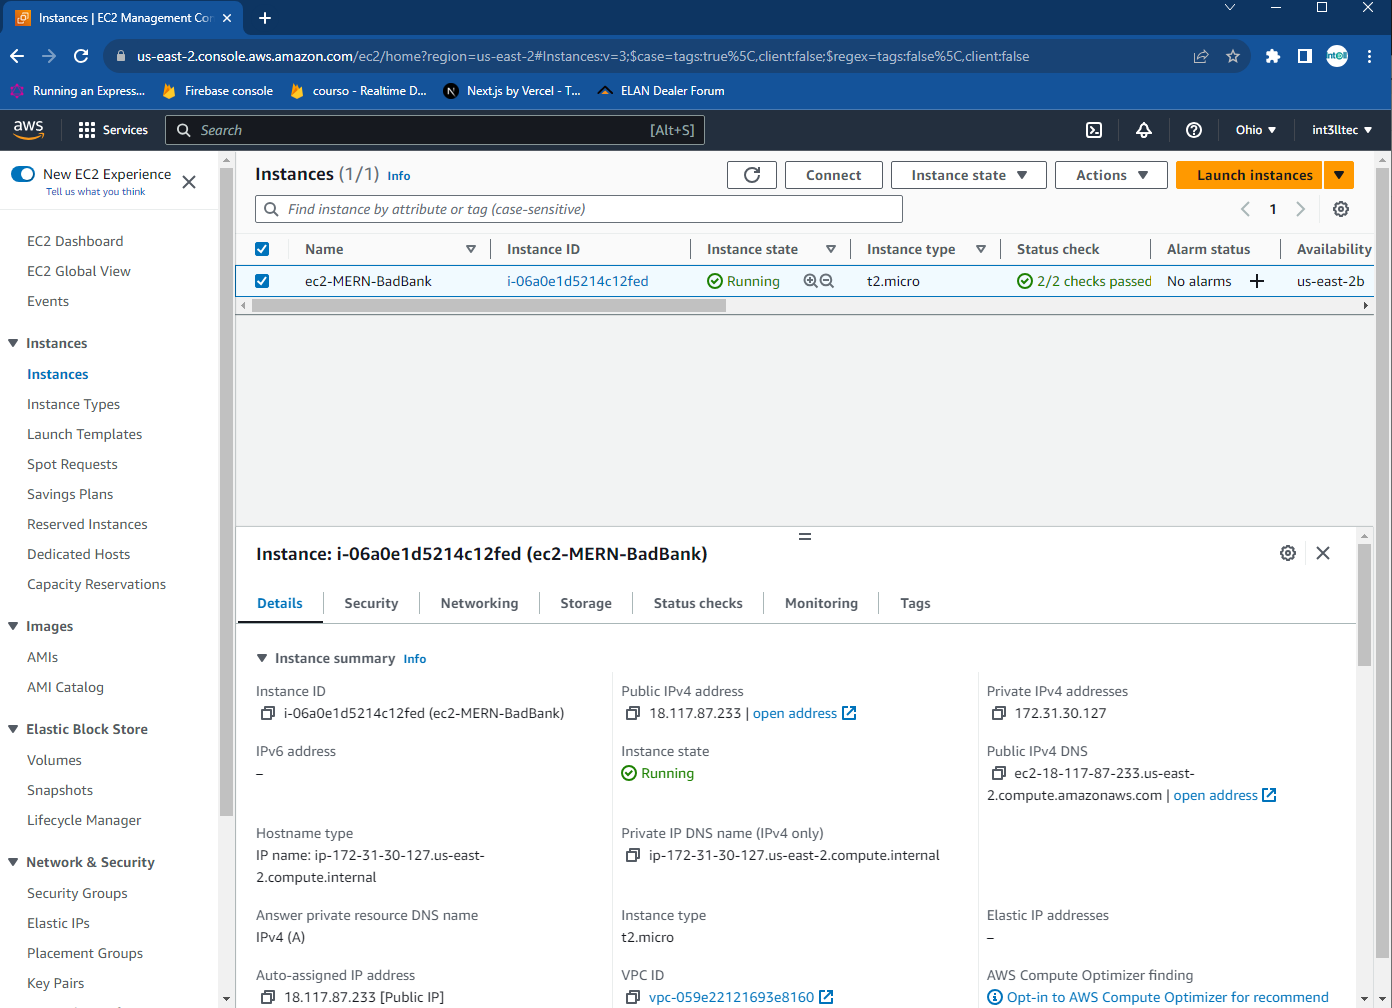 Instances | EC2 Management Con
us-east-2.console.aws.amazon.com/ec2/home?region=us-east-2#Instances:v=3;$case=tags:true%5C,client:false;$regex=tags:false%5C,client:false
Running an Express... Firebase console courso - Realtime D... Next.js by Vercel - T... ELAN Dealer Forum
aws Services Search [Alt+S] Ohio int3lltec
New EC2 Experience
Tell us what you think
EC2 Dashboard
EC2 Global View
Events
Instances
Instances
Instance Types
Launch Templates
Spot Requests
Savings Plans
Reserved Instances
Dedicated Hosts
Capacity Reservations
Images
AMIs
AMI Catalog
Elastic Block Store
Volumes
Snapshots
Lifecycle Manager
Network & Security
Security Groups
Elastic IPs
Placement Groups
Key Pairs
Instances (1/1) Info Connect Instance state Actions Launch instances
Find instance by attribute or tag (case-sensitive) 1
Name Instance ID Instance state Instance type Status check Alarm status Availability
ec2-MERN-BadBank i-06a0e1d5214c12fed Running t2.micro 2/2 checks passed No alarms us-east-2b
Instance: i-06a0e1d5214c12fed (ec2-MERN-BadBank)
Details Security Networking Storage Status checks Monitoring Tags
Instance summary Info
Instance ID
i-06a0e1d5214c12fed (ec2-MERN-BadBank)
Public IPv4 address
18.117.87.233 | open address
Private IPv4 addresses
172.31.30.127
IPv6 address
–
Instance state
Running
Public IPv4 DNS
ec2-18-117-87-233.us-east-
2.compute.amazonaws.com | open address
Hostname type
IP name: ip-172-31-30-127.us-east-
2.compute.internal
Private IP DNS name (IPv4 only)
ip-172-31-30-127.us-east-2.compute.internal
Answer private resource DNS name
IPv4 (A)
Instance type
t2.micro
Elastic IP addresses
–
Auto-assigned IP address
18.117.87.233 [Public IP]
VPC ID
vpc-059e22121693e8160
AWS Compute Optimizer finding
Opt-in to AWS Compute Optimizer for recommend